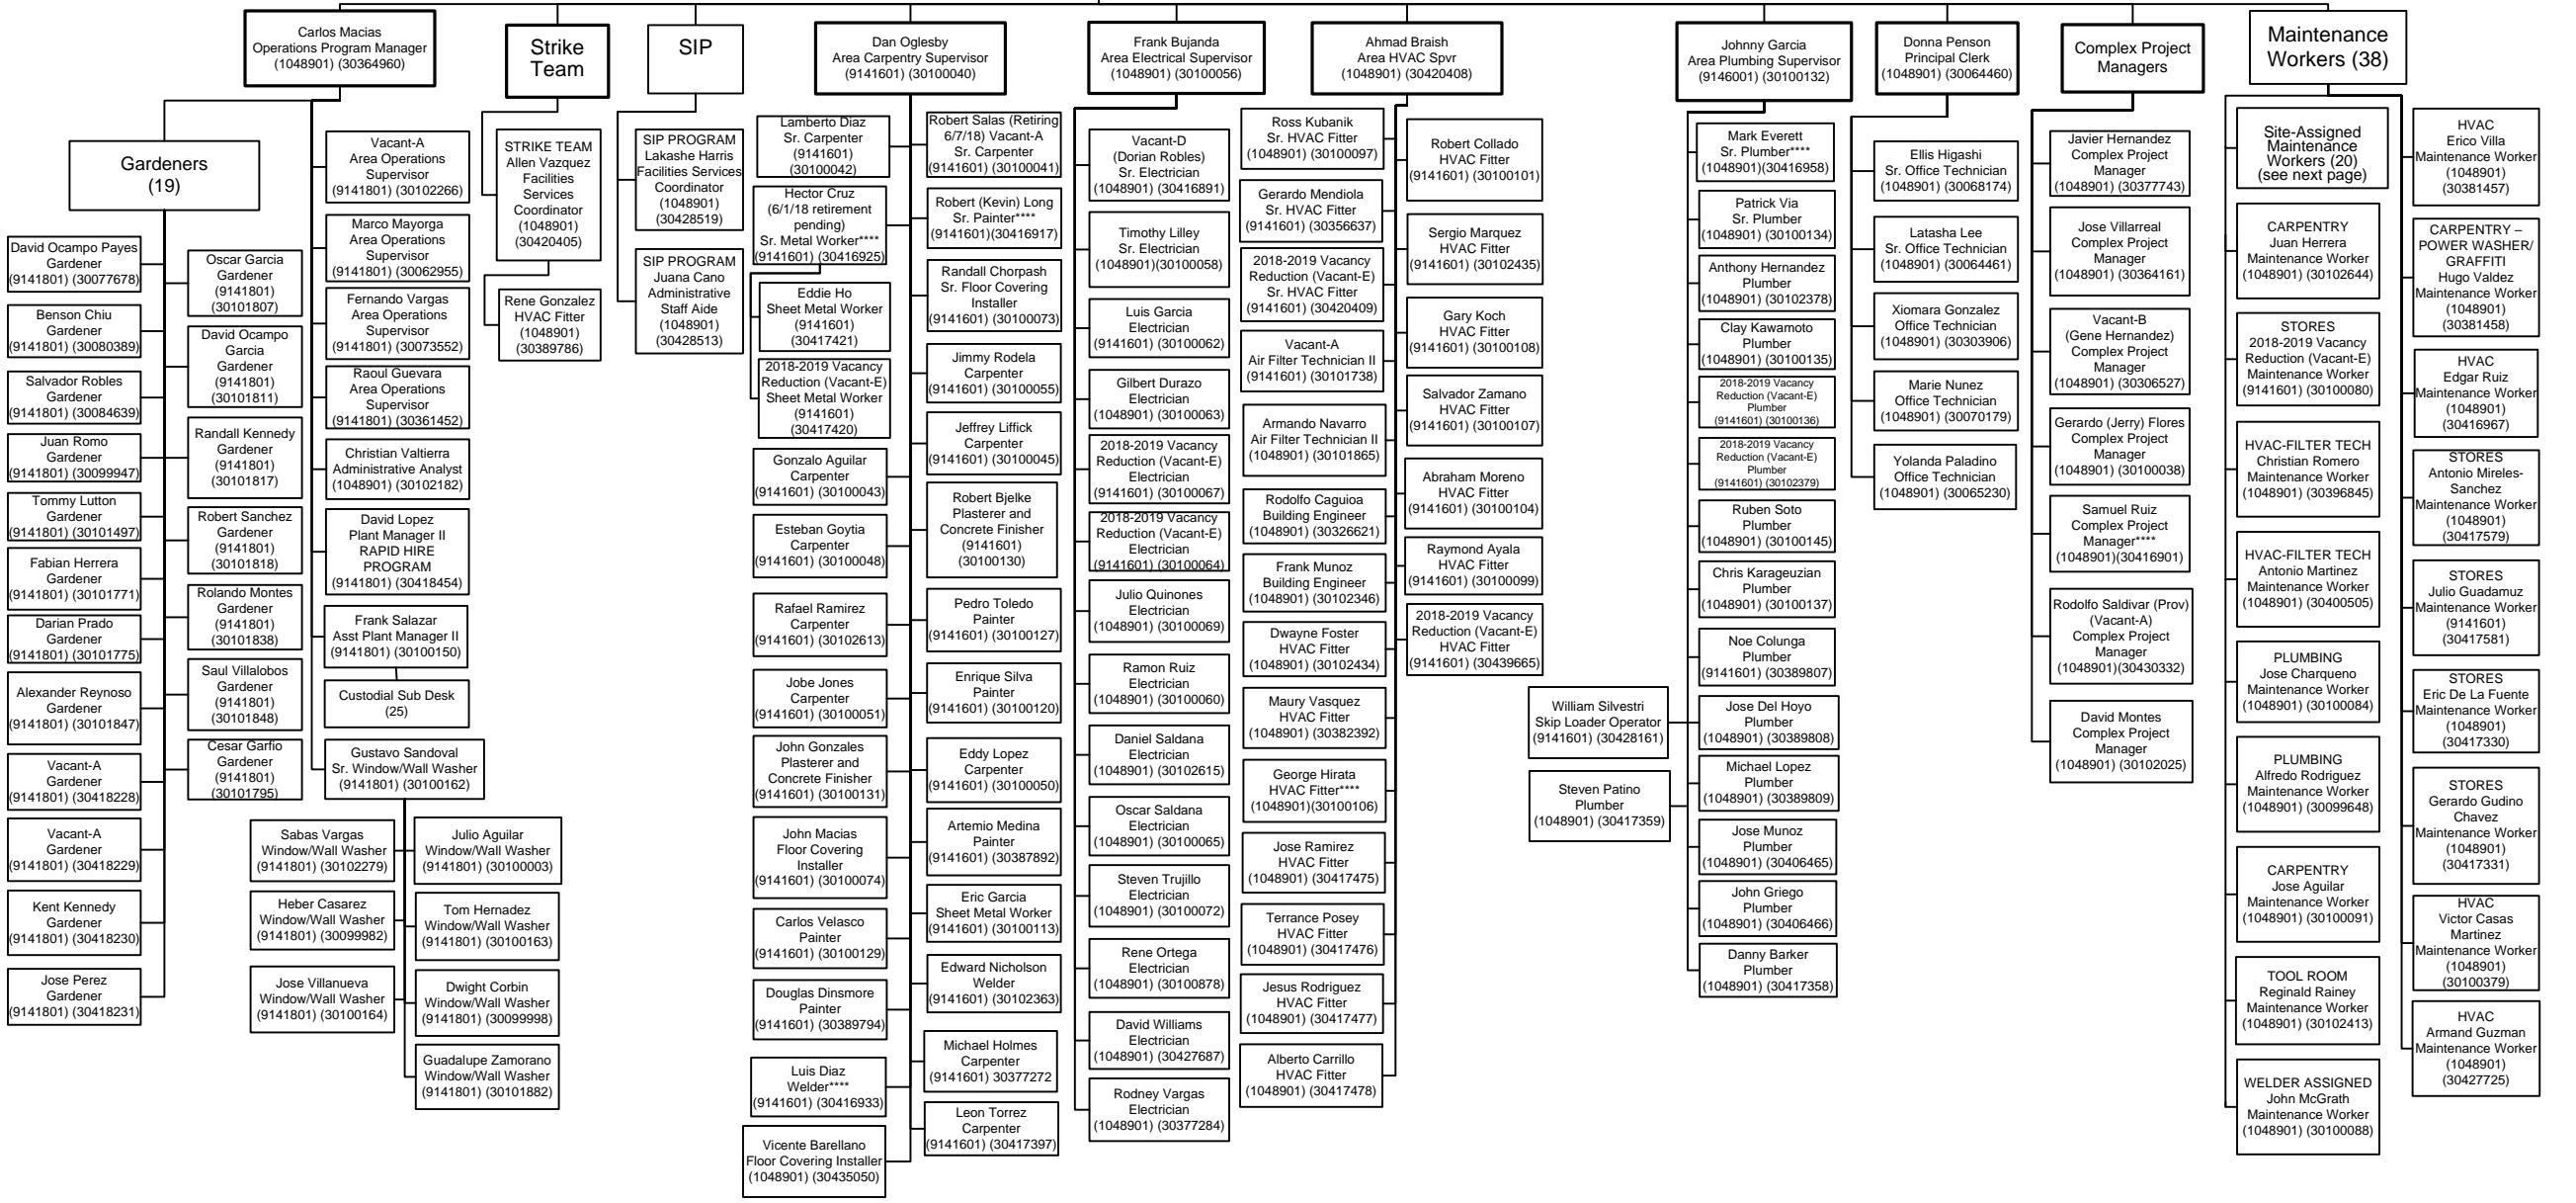 Carlos Macias
Operations Program Manager
(1048901) (30364960)
Strike
Team
SIP
Dan Oglesby
Area Carpentry Supervisor
(9141601) (30100040)
Frank Bujanda
Area Electrical Supervisor
(1048901) (30100056)
Ahmad Braish
Area HVAC Spvr
(1048901) (30420408)
Johnny Garcia
Area Plumbing Supervisor
(9146001) (30100132)
Donna Penson
Principal Clerk
(1048901) (30064460)
Complex Project
Managers
Maintenance
Workers (38)
Gardeners
(19)
David Ocampo Payes
Gardener
(9141801) (30077678)
Benson Chiu
Gardener
(9141801) (30080389)
Salvador Robles
Gardener
(9141801) (30084639)
Juan Romo
Gardener
(9141801) (30099947)
Tommy Lutton
Gardener
(9141801) (30101497)
Fabian Herrera
Gardener
(9141801) (30101771)
Darian Prado
Gardener
(9141801) (30101775)
Alexander Reynoso
Gardener
(9141801) (30101847)
Vacant-A
Gardener
(9141801) (30418228)
Vacant-A
Gardener
(9141801) (30418229)
Kent Kennedy
Gardener
(9141801) (30418230)
Jose Perez
Gardener
(9141801) (30418231)
Oscar Garcia
Gardener
(9141801)
(30101807)
David Ocampo
Garcia
Gardener
(9141801)
(30101811)
Randall Kennedy
Gardener
(9141801)
(30101817)
Robert Sanchez
Gardener
(9141801)
(30101818)
Rolando Montes
Gardener
(9141801)
(30101838)
Saul Villalobos
Gardener
(9141801)
(30101848)
Cesar Garfio
Gardener
(9141801)
(30101795)
Vacant-A
Area Operations
Supervisor
(9141801) (30102266)
Marco Mayorga
Area Operations
Supervisor
(9141801) (30062955)
Fernando Vargas
Area Operations
Supervisor
(9141801) (30073552)
Raoul Guevara
Area Operations
Supervisor
(9141801) (30361452)
Christian Valtierra
Administrative Analyst
(1048901) (30102182)
David Lopez
Plant Manager II
RAPID HIRE
PROGRAM
(9141801) (30418454)
Frank Salazar
Asst Plant Manager II
(9141801) (30100150)
Custodial Sub Desk
(25)
Gustavo Sandoval
Sr. Window/Wall Washer
(9141801) (30100162)
Sabas Vargas
Window/Wall Washer
(9141801) (30102279)
Heber Casarez
Window/Wall Washer
(9141801) (30099982)
Jose Villanueva
Window/Wall Washer
(9141801) (30100164)
Julio Aguilar
Window/Wall Washer
(9141801) (30100003)
Tom Hernadez
Window/Wall Washer
(9141801) (30100163)
Dwight Corbin
Window/Wall Washer
(9141801) (30099998)
Guadalupe Zamorano
Window/Wall Washer
(9141801) (30101882)
STRIKE TEAM
Allen Vazquez
Facilities
Services
Coordinator
(1048901)
(30420405)
Rene Gonzalez
HVAC Fitter
(1048901)
(30389786)
SIP PROGRAM
Lakashe Harris
Facilities Services
Coordinator
(1048901)
(30428519)
SIP PROGRAM
Juana Cano
Administrative
Staff Aide
(1048901)
(30428513)
Lamberto Diaz
Sr. Carpenter
(9141601)
(30100042)
Hector Cruz
(6/1/18 retirement
pending)
Sr. Metal Worker****
(9141601) (30416925)
Eddie Ho
Sheet Metal Worker
(9141601)
(30417421)
2018-2019 Vacancy
Reduction (Vacant-E)
Sheet Metal Worker
(9141601)
(30417420)
Gonzalo Aguilar
Carpenter
(9141601) (30100043)
Esteban Goytia
Carpenter
(9141601) (30100048)
Rafael Ramirez
Carpenter
(9141601) (30102613)
Jobe Jones
Carpenter
(9141601) (30100051)
John Gonzales
Plasterer and
Concrete Finisher
(9141601) (30100131)
John Macias
Floor Covering
Installer
(9141601) (30100074)
Carlos Velasco
Painter
(9141601) (30100129)
Douglas Dinsmore
Painter
(9141601) (30389794)
Luis Diaz
Welder****
(9141601) (30416933)
Vicente Barellano
Floor Covering Installer
(1048901) (30435050)
Robert Salas (Retiring
6/7/18) Vacant-A
Sr. Carpenter
(9141601) (30100041)
Robert (Kevin) Long
Sr. Painter****
(9141601)(30416917)
Randall Chorpash
Sr. Floor Covering
Installer
(9141601) (30100073)
Jimmy Rodela
Carpenter
(9141601) (30100055)
Jeffrey Liffick
Carpenter
(9141601) (30100045)
Robert Bjelke
Plasterer and
Concrete Finisher
(9141601)
(30100130)
Pedro Toledo
Painter
(9141601) (30100127)
Enrique Silva
Painter
(9141601) (30100120)
Eddy Lopez
Carpenter
(9141601) (30100050)
Artemio Medina
Painter
(9141601) (30387892)
Eric Garcia
Sheet Metal Worker
(9141601) (30100113)
Edward Nicholson
Welder
(9141601) (30102363)
Michael Holmes
Carpenter
(9141601) 30377272
Leon Torrez
Carpenter
(9141601) (30417397)
Vacant-D
(Dorian Robles)
Sr. Electrician
(1048901) (30416891)
Timothy Lilley
Sr. Electrician
(1048901)(30100058)
Luis Garcia
Electrician
(9141601) (30100062)
Gilbert Durazo
Electrician
(1048901) (30100063)
2018-2019 Vacancy
Reduction (Vacant-E)
Electrician
(9141601) (30100067)
2018-2019 Vacancy
Reduction (Vacant-E)
Electrician
(9141601) (30100064)
Julio Quinones
Electrician
(1048901) (30100069)
Ramon Ruiz
Electrician
(1048901) (30100060)
Daniel Saldana
Electrician
(1048901) (30102615)
Oscar Saldana
Electrician
(1048901) (30100065)
Steven Trujillo
Electrician
(1048901) (30100072)
Rene Ortega
Electrician
(1048901) (30100878)
David Williams
Electrician
(1048901) (30427687)
Rodney Vargas
Electrician
(1048901) (30377284)
Ross Kubanik
Sr. HVAC Fitter
(1048901) (30100097)
Gerardo Mendiola
Sr. HVAC Fitter
(9141601) (30356637)
2018-2019 Vacancy
Reduction (Vacant-E)
Sr. HVAC Fitter
(9141601) (30420409)
Vacant-A
Air Filter Technician II
(9141601) (30101738)
Armando Navarro
Air Filter Technician II
(1048901) (30101865)
Rodolfo Caguioa
Building Engineer
(1048901) (30326621)
Frank Munoz
Building Engineer
(1048901) (30102346)
Dwayne Foster
HVAC Fitter
(1048901) (30102434)
Maury Vasquez
HVAC Fitter
(1048901) (30382392)
George Hirata
HVAC Fitter****
(1048901)(30100106)
Jose Ramirez
HVAC Fitter
(1048901) (30417475)
Terrance Posey
HVAC Fitter
(1048901) (30417476)
Jesus Rodriguez
HVAC Fitter
(1048901) (30417477)
Alberto Carrillo
HVAC Fitter
(1048901) (30417478)
Robert Collado
HVAC Fitter
(9141601) (30100101)
Sergio Marquez
HVAC Fitter
(9141601) (30102435)
Gary Koch
HVAC Fitter
(9141601) (30100108)
Salvador Zamano
HVAC Fitter
(9141601) (30100107)
Abraham Moreno
HVAC Fitter
(9141601) (30100104)
Raymond Ayala
HVAC Fitter
(9141601) (30100099)
2018-2019 Vacancy
Reduction (Vacant-E)
HVAC Fitter
(9141601) (30439665)
William Silvestri
Skip Loader Operator
(9141601) (30428161)
Steven Patino
Plumber
(1048901) (30417359)
Mark Everett
Sr. Plumber****
(1048901)(30416958)
Patrick Via
Sr. Plumber
(1048901) (30100134)
Anthony Hernandez
Plumber
(1048901) (30102378)
Clay Kawamoto
Plumber
(1048901) (30100135)
2018-2019 Vacancy
Reduction (Vacant-E)
Plumber
(9141601) (30100136)
2018-2019 Vacancy
Reduction (Vacant-E)
Plumber
(9141601) (30102379)
Ruben Soto
Plumber
(1048901) (30100145)
Chris Karageuzian
Plumber
(1048901) (30100137)
Noe Colunga
Plumber
(9141601) (30389807)
Jose Del Hoyo
Plumber
(1048901) (30389808)
Michael Lopez
Plumber
(1048901) (30389809)
Jose Munoz
Plumber
(1048901) (30406465)
John Griego
Plumber
(1048901) (30406466)
Danny Barker
Plumber
(1048901) (30417358)
Ellis Higashi
Sr. Office Technician
(1048901) (30068174)
Latasha Lee
Sr. Office Technician
(1048901) (30064461)
Xiomara Gonzalez
Office Technician
(1048901) (30303906)
Marie Nunez
Office Technician
(1048901) (30070179)
Yolanda Paladino
Office Technician
(1048901) (30065230)
Javier Hernandez
Complex Project
Manager
(1048901) (30377743)
Jose Villarreal
Complex Project
Manager
(1048901) (30364161)
Vacant-B
(Gene Hernandez)
Complex Project
Manager
(1048901) (30306527)
Gerardo (Jerry) Flores
Complex Project
Manager
(1048901) (30100038)
Samuel Ruiz
Complex Project
Manager****
(1048901)(30416901)
Rodolfo Saldivar (Prov)
(Vacant-A)
Complex Project
Manager
(1048901)(30430332)
David Montes
Complex Project
Manager
(1048901) (30102025)
Site-Assigned
Maintenance
Workers (20)
(see next page)
CARPENTRY
Juan Herrera
Maintenance Worker
(1048901) (30102644)
STORES
2018-2019 Vacancy
Reduction (Vacant-E)
Maintenance Worker
(9141601) (30100080)
HVAC-FILTER TECH
Christian Romero
Maintenance Worker
(1048901) (30396845)
HVAC-FILTER TECH
Antonio Martinez
Maintenance Worker
(1048901) (30400505)
PLUMBING
Jose Charqueno
Maintenance Worker
(1048901) (30100084)
PLUMBING
Alfredo Rodriguez
Maintenance Worker
(1048901) (30099648)
CARPENTRY
Jose Aguilar
Maintenance Worker
(1048901) (30100091)
TOOL ROOM
Reginald Rainey
Maintenance Worker
(1048901) (30102413)
WELDER ASSIGNED
John McGrath
Maintenance Worker
(1048901) (30100088)
HVAC
Erico Villa
Maintenance Worker
(1048901)
(30381457)
CARPENTRY –
POWER WASHER/
GRAFFITI
Hugo Valdez
Maintenance Worker
(1048901)
(30381458)
HVAC
Edgar Ruiz
Maintenance Worker
(1048901)
(30416967)
STORES
Antonio Mireles-
Sanchez
Maintenance Worker
(1048901)
(30417579)
STORES
Julio Guadamuz
Maintenance Worker
(9141601)
(30417581)
STORES
Eric De La Fuente
Maintenance Worker
(1048901)
(30417330)
STORES
Gerardo Gudino
Chavez
Maintenance Worker
(1048901)
(30417331)
HVAC
Victor Casas
Martinez
Maintenance Worker
(1048901)
(30100379)
HVAC
Armand Guzman
Maintenance Worker
(1048901)
(30427725)